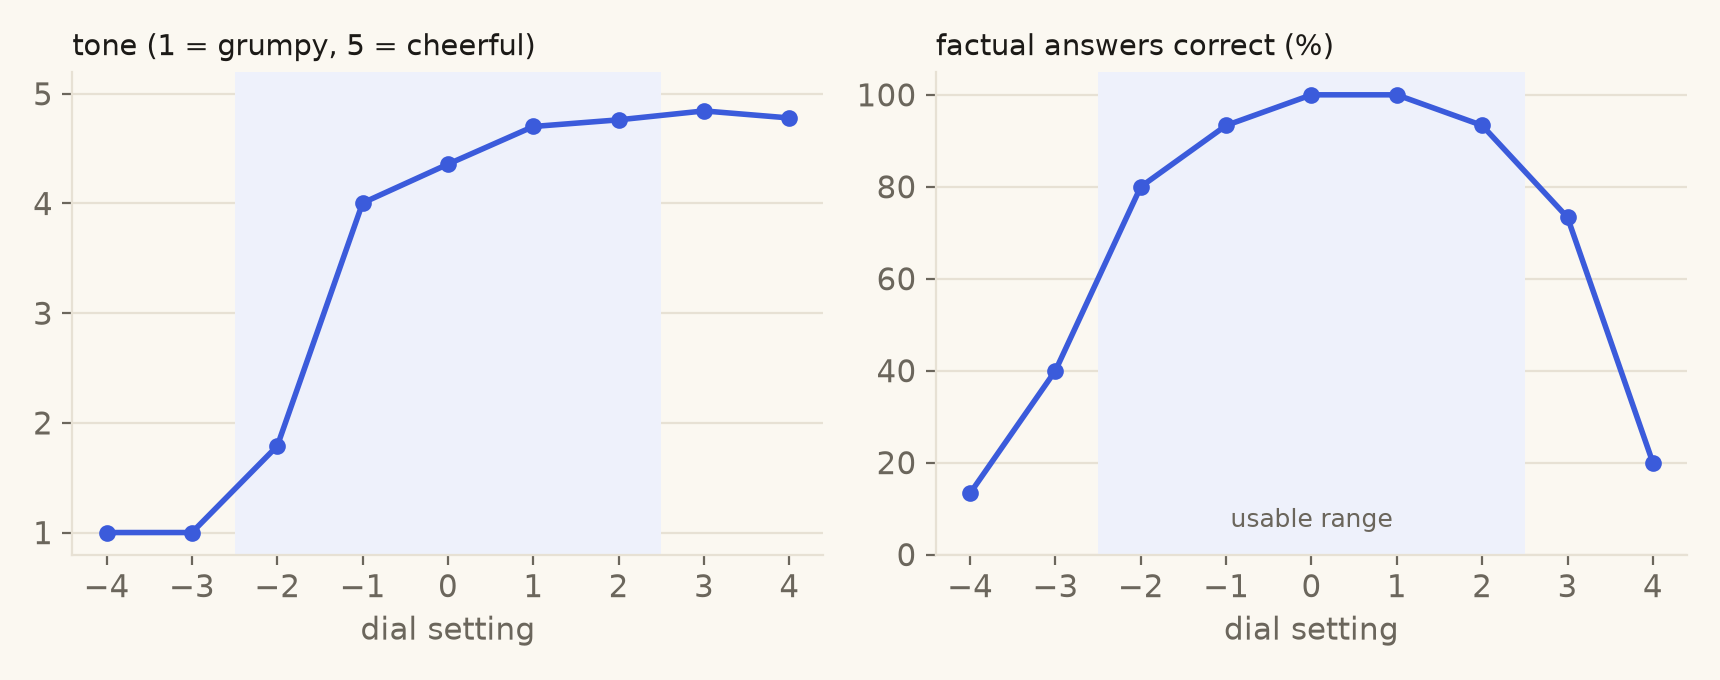 tone (1 = grumpy, 5 = cheerful)
5
4
3
2
1
−4 −3 −2 −1 0 1 2 3 4
dial setting
factual answers correct (%)
100
80
60
40
20
0
usable range
−4 −3 −2 −1 0 1 2 3 4
dial setting